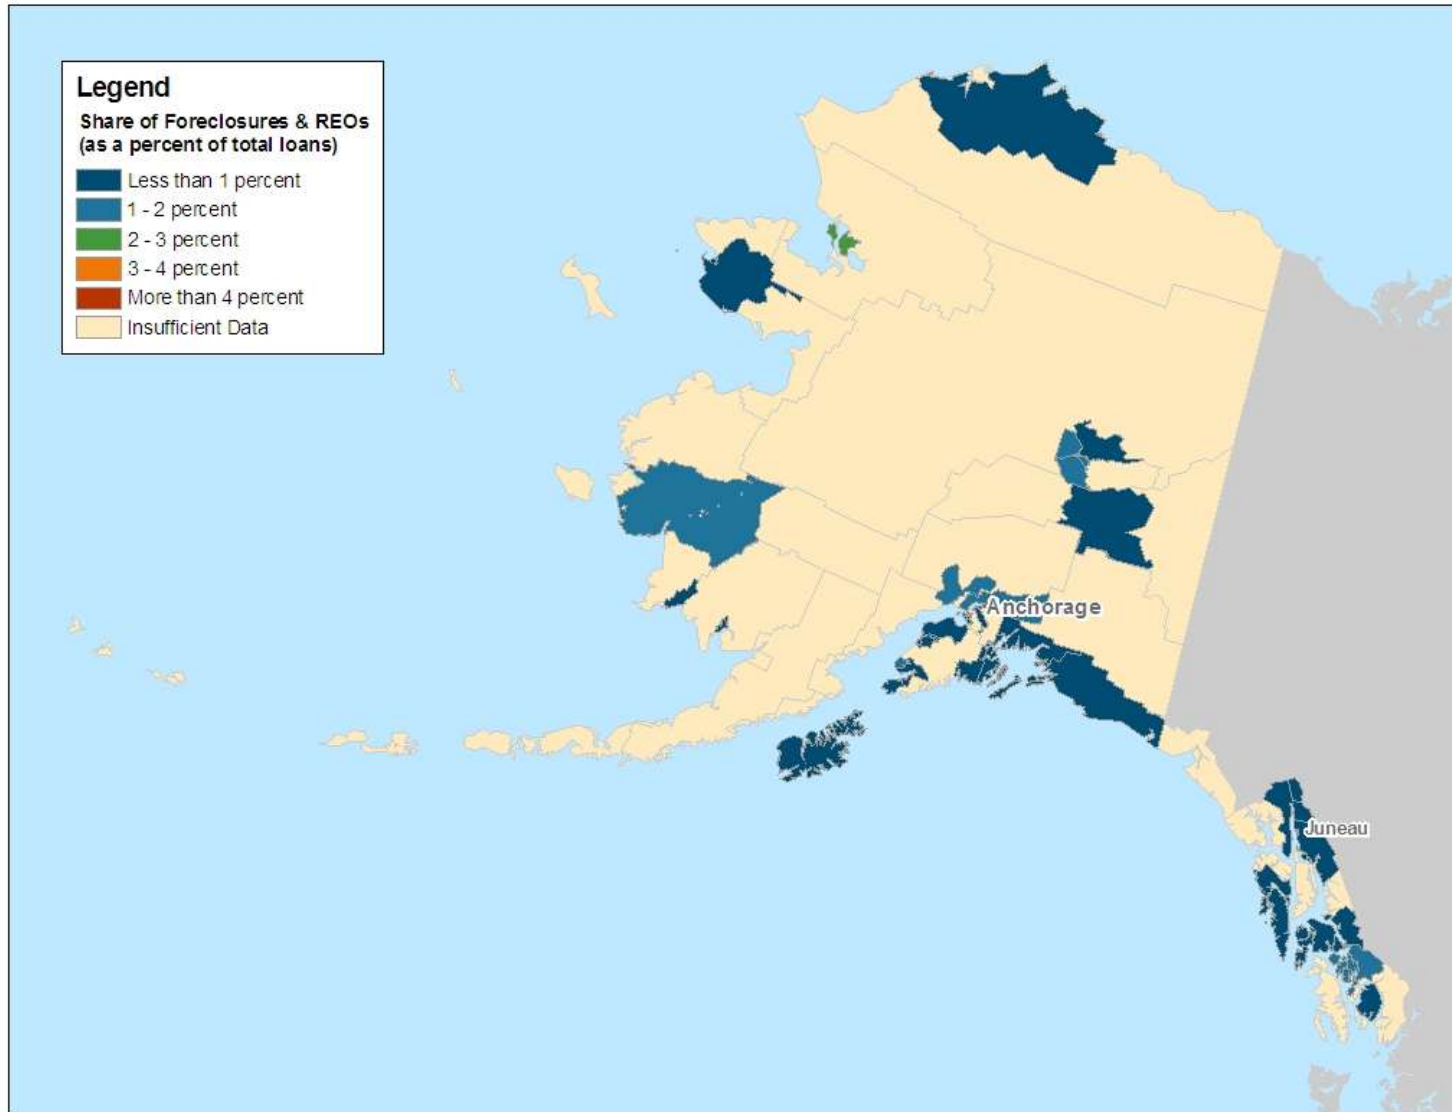 Legend
Share of Foreclosures & REOs
(as a percent of total loans)
Less than 1 percent
1 - 2 percent
2 - 3 percent
3 - 4 percent
More than 4 percent
Insufficient Data
Anchorage
Juneau